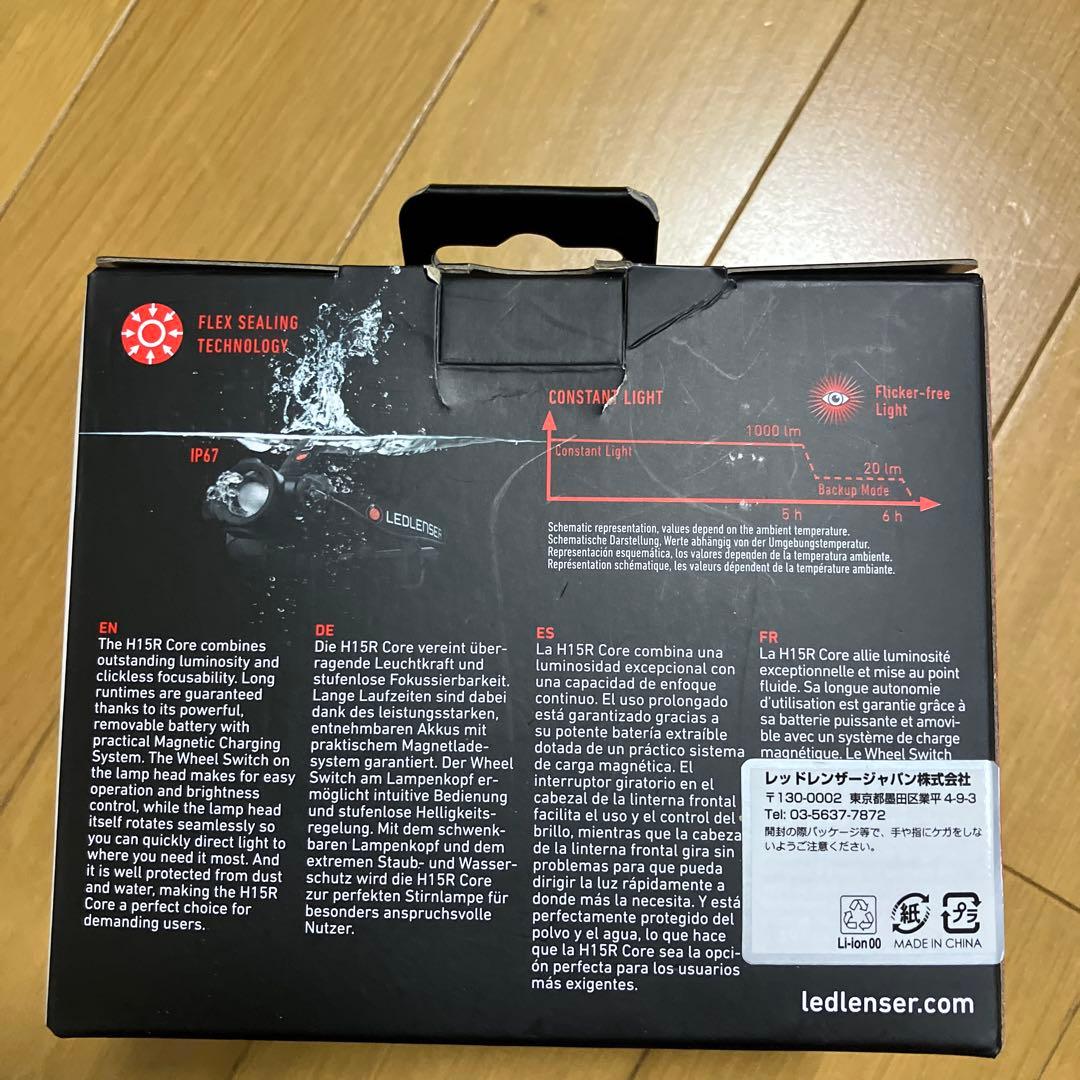 FLEX SEALING
TECHNOLOGY
IP67
LEDLENSER
CONSTANT LIGHT
Flicker-free
Light
1000 lm
Constant Light
20 lm
Backup Mode
5 h
6 h
Schematic representation, values depend on the ambient temperature.
Schematische Darstellung, Werte abhängig von der Umgebungstemperatur.
Representación esquemática, los valores dependen de la temperatura ambiente.
Représentation schématique, les valeurs dépendent de la température ambiante.
EN
The H15R Core combines
outstanding luminosity and
clickless focusability. Long
runtimes are guaranteed
thanks to its powerful,
removable battery with
practical Magnetic Charging
System. The Wheel Switch on
the lamp head makes for easy
operation and brightness
control, while the lamp head
itself rotates seamlessly so
you can quickly direct light to
where you need it most. And
it is well protected from dust
and water, making the H15R
Core a perfect choice for
demanding users.
DE
Die H15R Core vereint über-
ragende Leuchtkraft und
stufenlose Fokussierbarkeit.
Lange Laufzeiten sind dabei
dank des leistungsstarken,
entnehmbaren Akkus mit
praktischem Magnetlade-
system garantiert. Der Wheel
Switch am Lampenkopf er-
möglicht intuitive Bedienung
und stufenlose Helligkeits-
regelung. Mit dem schwenk-
baren Lampenkopf und dem
extremen Staub- und Wasser-
schutz wird die H15R Core
zur perfekten Stirnlampe für
besonders anspruchsvolle
Nutzer.
ES
La H15R Core combina una
luminosidad excepcional con
una capacidad de enfoque
continuo. El uso prolongado
está garantizado gracias a
su potente batería extraíble
dotada de un práctico sistema
de carga magnética. El
interruptor giratorio en el
cabezal de la linterna frontal
facilita el uso y el control del
brillo, mientras que la cabeza
de la linterna frontal gira sin
problemas para que pueda
dirigir la luz rápidamente a
donde más la necesita. Y está
perfectamente protegido del
polvo y el agua, lo que hace
que la H15R Core sea la opci-
ón perfecta para los usuarios
más exigentes.
FR
La H15R Core allie luminosité
exceptionnelle et mise au point
fluide. Sa longue autonomie
d'utilisation est garantie grâce à
sa batterie puissante et amovi-
ble avec un système de charge
magnétique. Le Wheel Switch
レッドレンザージャパン株式会社
〒130-0002 東京都墨田区業平 4-9-3
Tel: 03-5637-7872
開封の際パッケージ等で、手や指にケガをしな
いようご注意ください。
紙
プラ
Li-ion 00
MADE IN CHINA
ledlenser.com